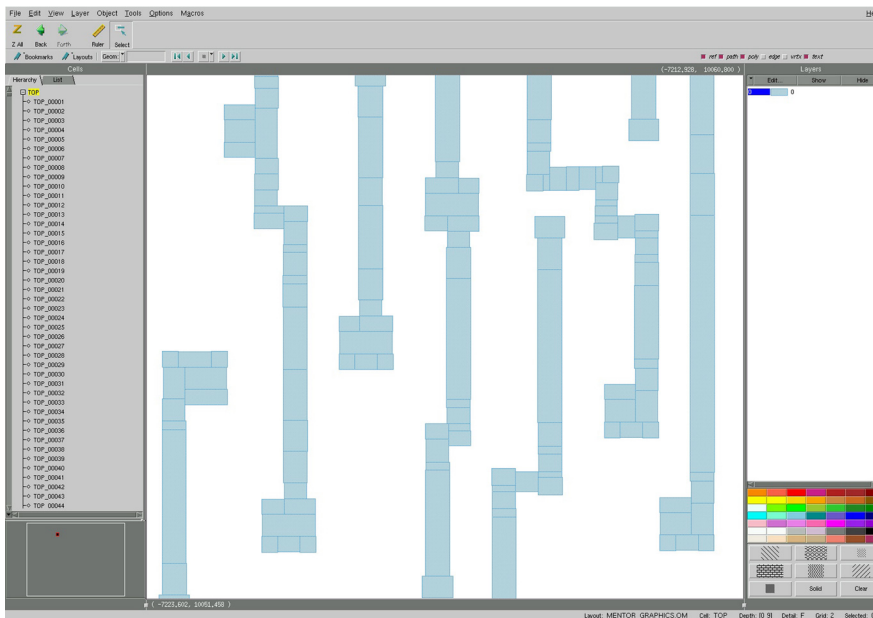 File Edit View Layer Object Tools Options Macros
Z All Back Forth Ruler Select
Bookmarks Layouts Geom ref path poly edge vrtx text
Cells (-7212,928, 10060,800 ) Layers
Hierarchy List Edit... Show Hide
TOP 0 0
TOP_00001
TOP_00002
TOP_00003
TOP_00004
TOP_00005
TOP_00006
TOP_00007
TOP_00008
TOP_00009
TOP_00010
TOP_00011
TOP_00012
TOP_00013
TOP_00014
TOP_00015
TOP_00016
TOP_00017
TOP_00018
TOP_00019
TOP_00020
TOP_00021
TOP_00022
TOP_00023
TOP_00024
TOP_00025
TOP_00026
TOP_00027
TOP_00028
TOP_00029
TOP_00030
TOP_00031
TOP_00032
TOP_00033
TOP_00034
TOP_00035
TOP_00036
TOP_00037
TOP_00038
TOP_00039
TOP_00040
TOP_00041
TOP_00042
TOP_00043
TOP_00044
Solid Clear
( -7223,602, 10051,458 )
Layout: MENTOR_GRAPHICS.OM Cell: TOP Depth: [0 9] Detail: F Grid: Z Selected: